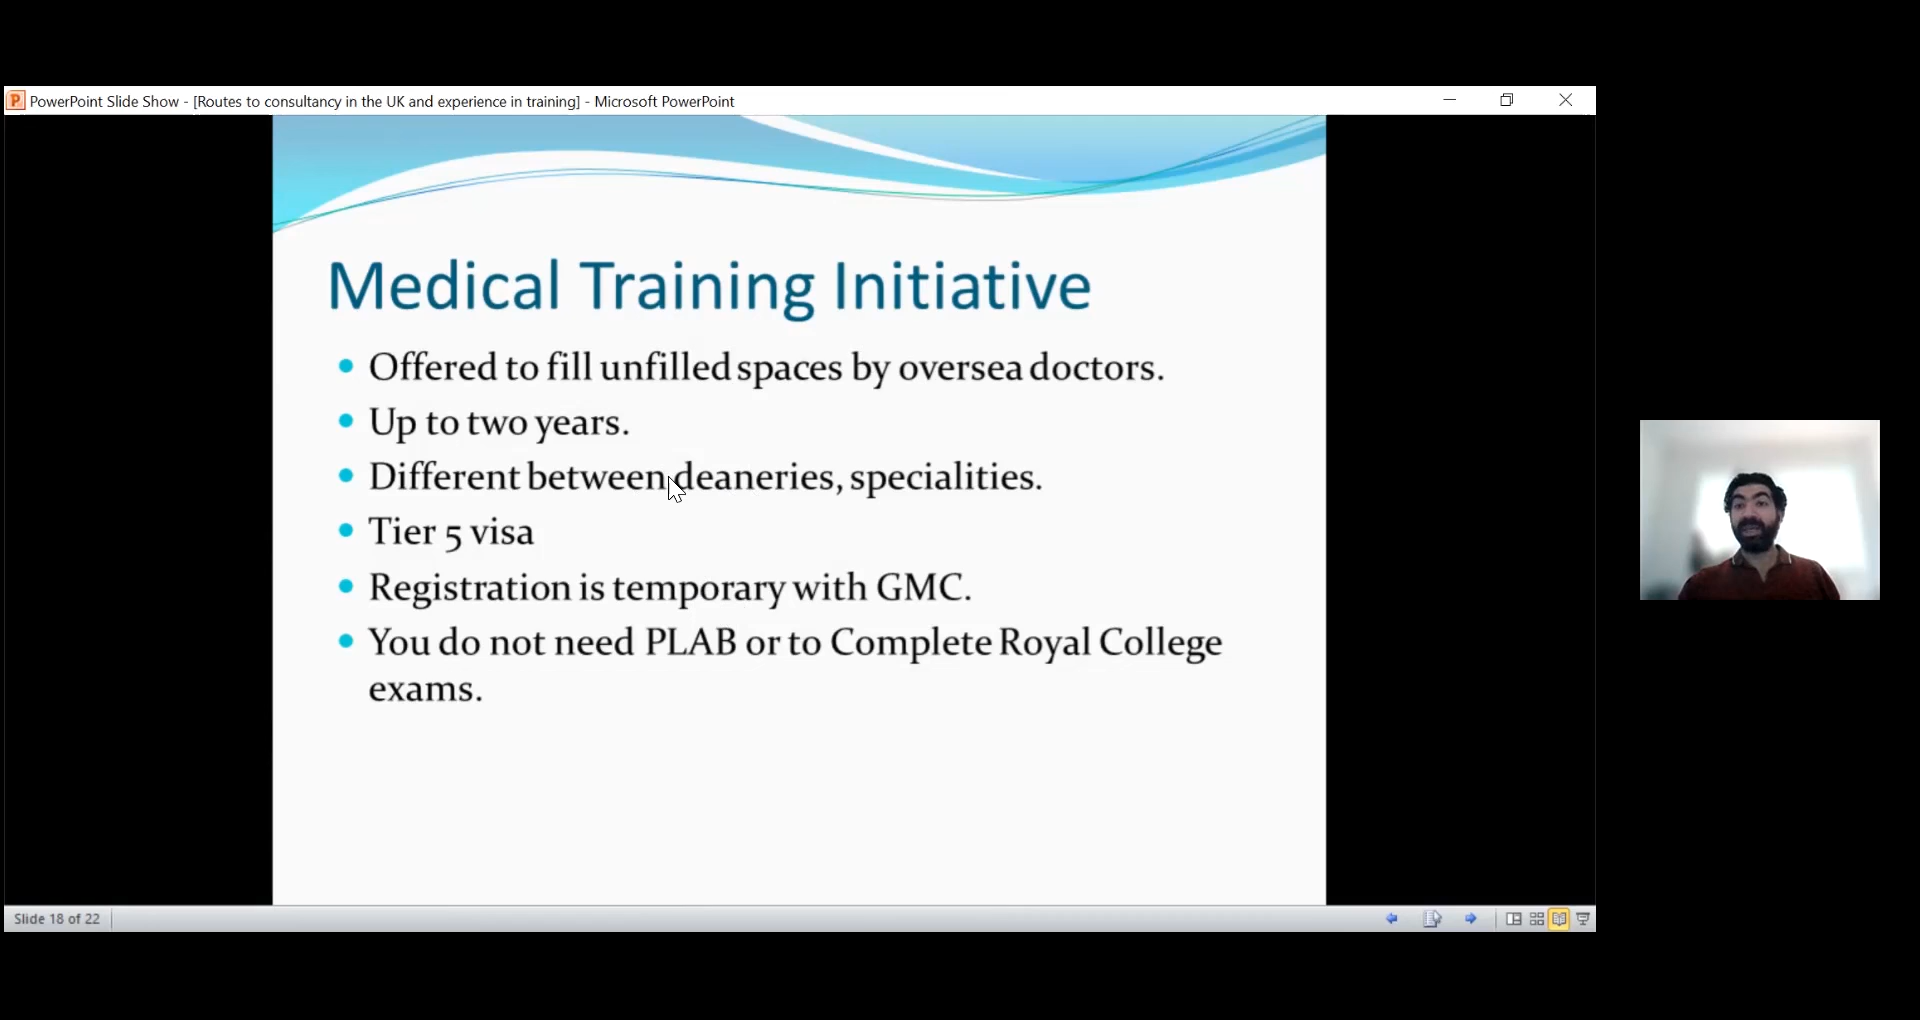 PowerPoint Slide Show - [Routes to consultancy in the UK and experience in training] - Microsoft PowerPoint
Medical Training Initiative
• Offered to fill unfilled spaces by oversea doctors.
• Up to two years.
• Different between deaneries, specialities.
• Tier 5 visa
• Registration is temporary with GMC.
• You do not need PLAB or to Complete Royal College
exams.
Slide 18 of 22